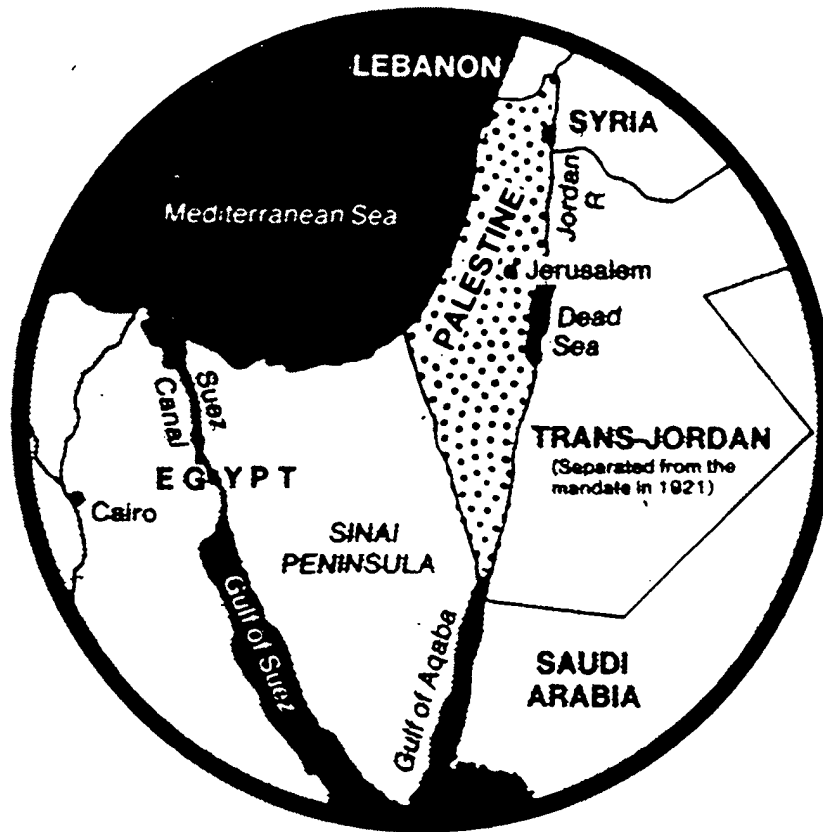 LEBANON
SYRIA
Mediterranean Sea
Jordan
R
PALESTINE
Jerusalem
Dead
Sea
Suez
Canal
TRANS-JORDAN
(Separated from the
mandate in 1921)
EGYPT
Cairo
SINAI
PENINSULA
Gulf of Suez
Gulf of Aqaba
SAUDI
ARABIA